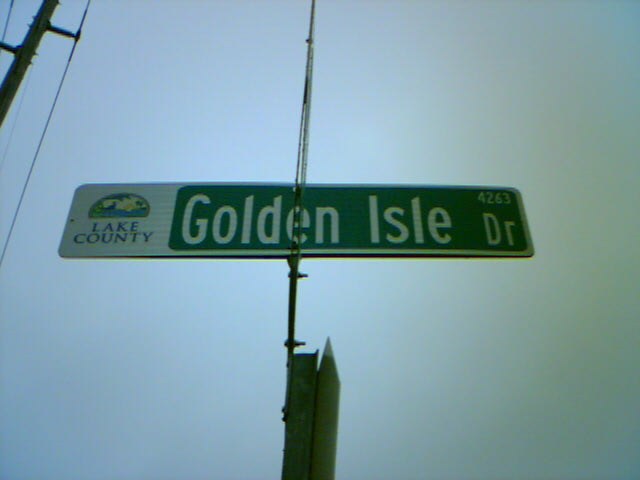 LAKE
COUNTY
Golden Isle Dr
4263